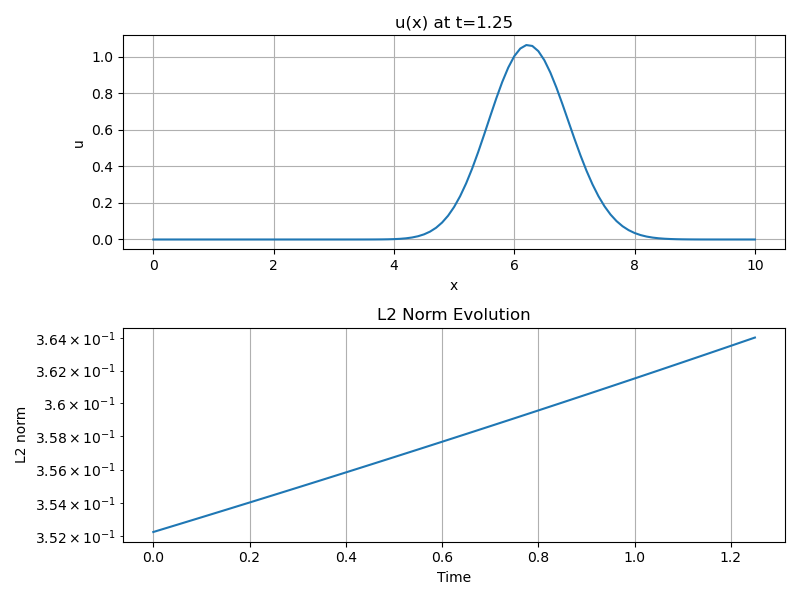 u(x) at t=1.25
1.0
0.8
0.6
0.4
0.2
0.0
u
0 2 4 6 8 10
x
L2 Norm Evolution
3.64 × 10⁻¹
3.62 × 10⁻¹
3.6 × 10⁻¹
3.58 × 10⁻¹
3.56 × 10⁻¹
3.54 × 10⁻¹
3.52 × 10⁻¹
L2 norm
0.0 0.2 0.4 0.6 0.8 1.0 1.2
Time